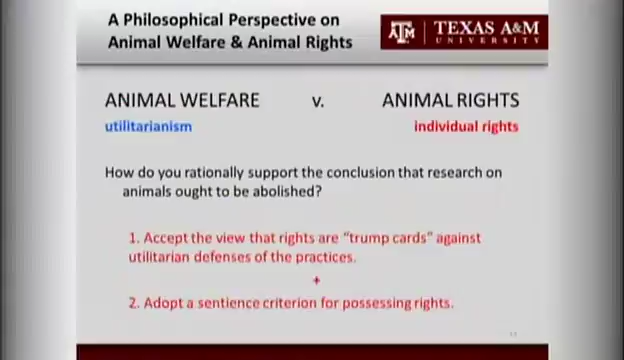 A Philosophical Perspective on
Animal Welfare & Animal Rights
ATM
TEXAS A&M
UNIVERSITY
ANIMAL WELFARE v. ANIMAL RIGHTS
utilitarianism individual rights
How do you rationally support the conclusion that research on
animals ought to be abolished?
1. Accept the view that rights are “trump cards” against
utilitarian defenses of the practices.
+
2. Adopt a sentience criterion for possessing rights.